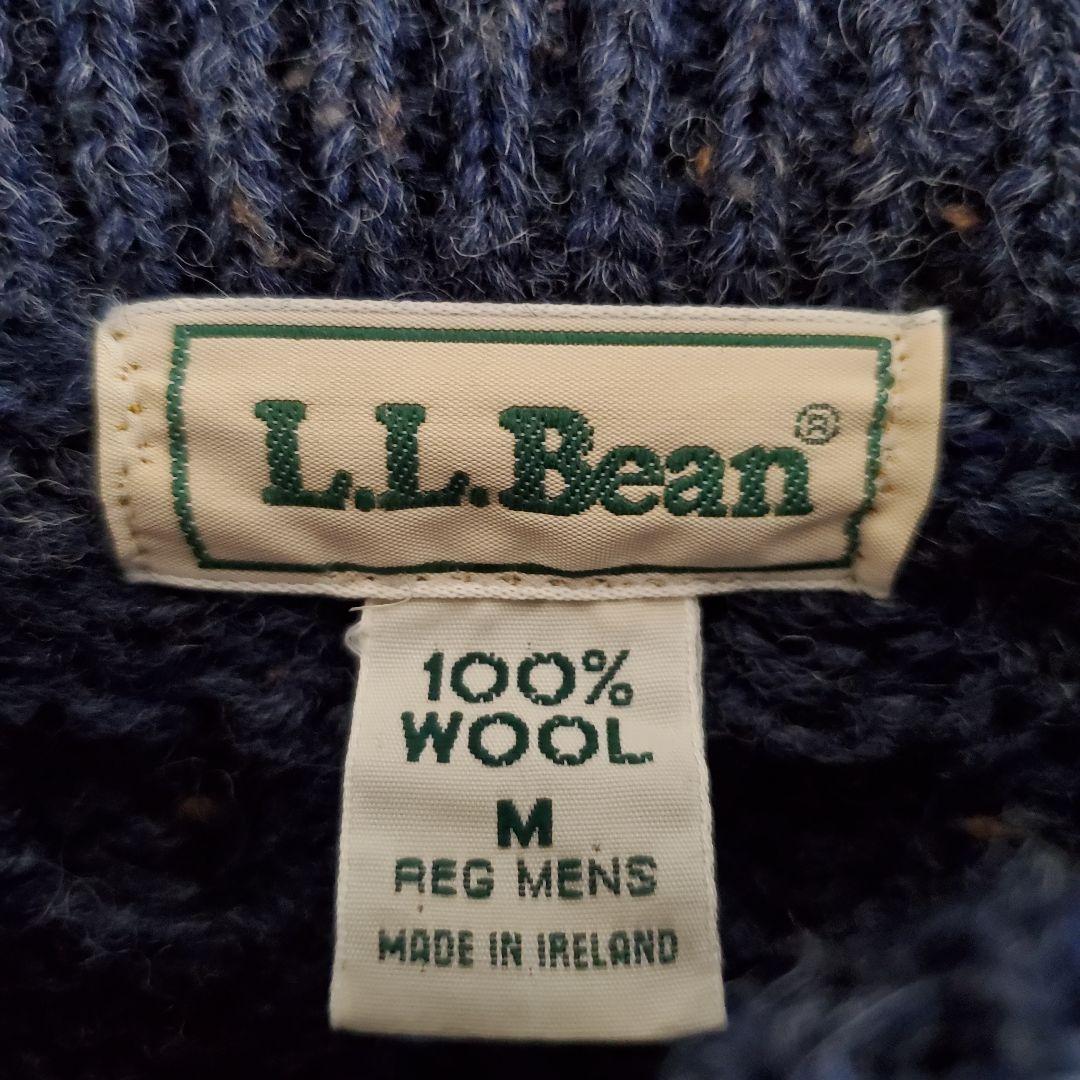 L.L.Bean®
100%
WOOL
M
REG MENS
MADE IN IRELAND